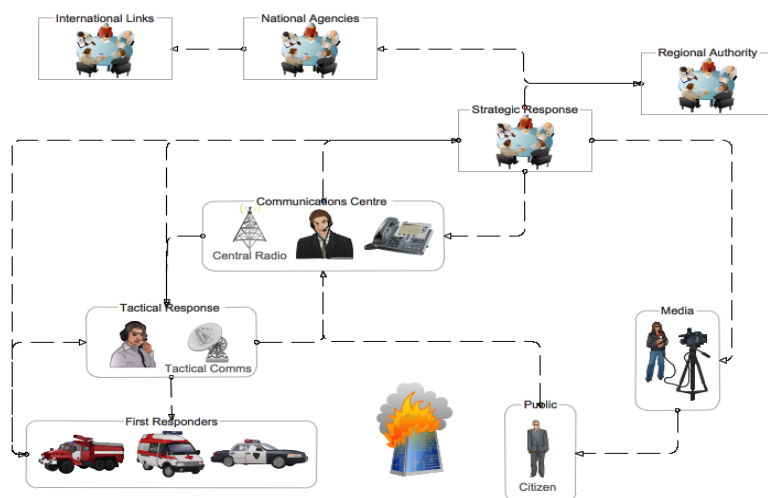 International Links
National Agencies
Regional Authority
Strategic Response
Communications Centre
Central Radio
Tactical Response
Tactical Comms
Media
First Responders
Public
Citizen